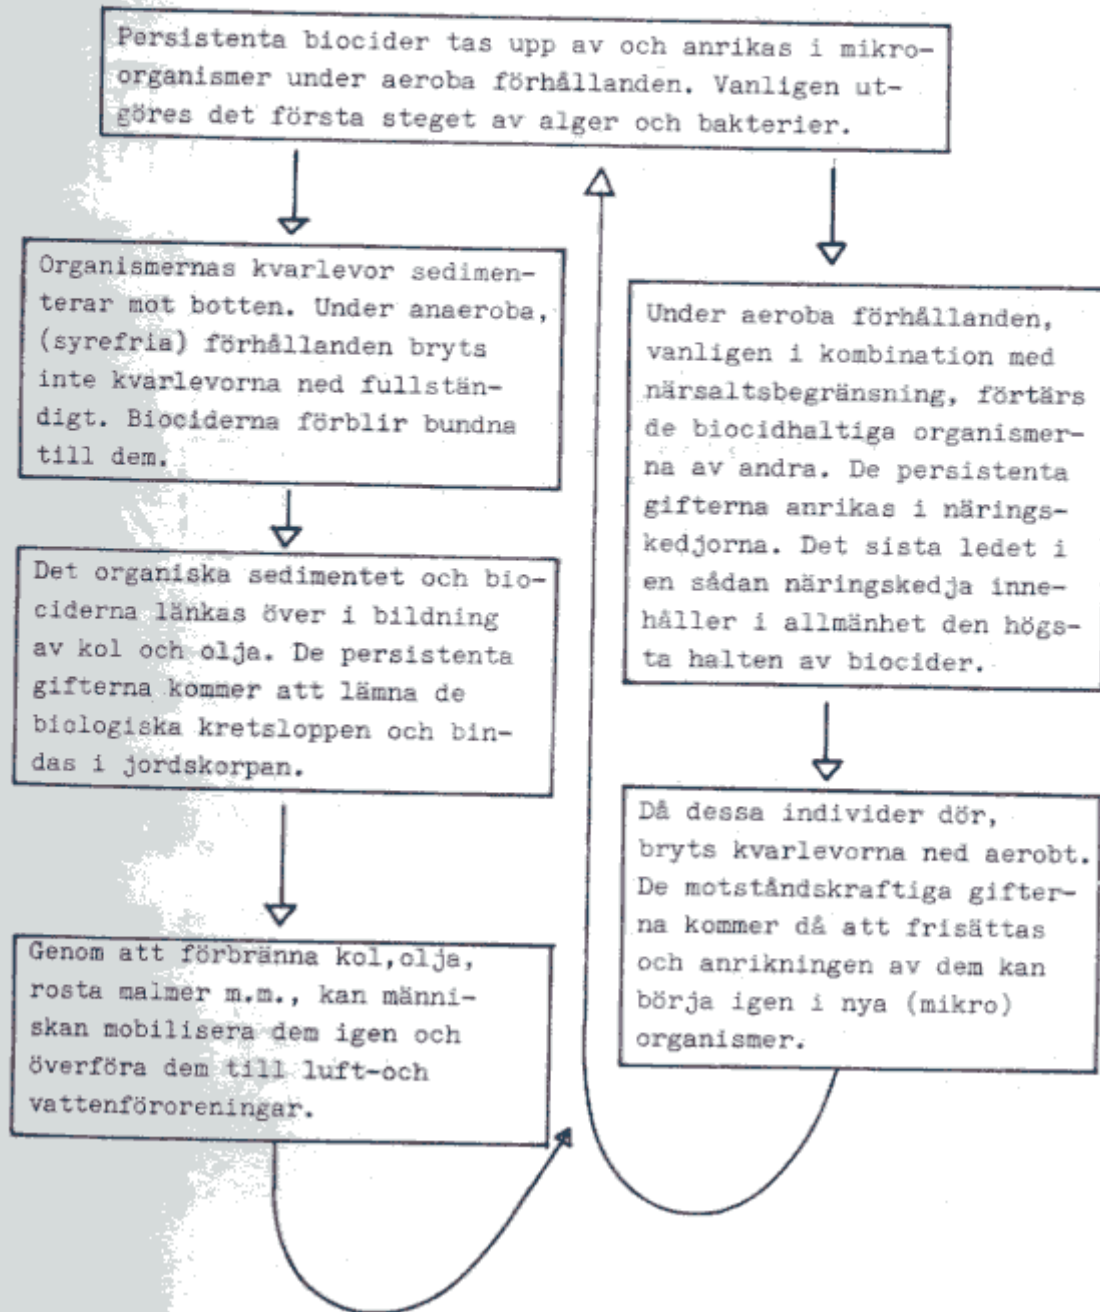 Persistenta biocider tas upp av och anrikas i mikro-
organismer under aeroba förhållanden. Vanligen ut-
göres det första steget av alger och bakterier.
Organismernas kvarlevor sedimen-
terar mot botten. Under anaeroba,
(syrefria) förhållanden bryts
inte kvarlevorna ned fullstän-
digt. Biociderna förblir bundna
till dem.
Det organiska sedimentet och bio-
ciderna länkas över i bildning
av kol och olja. De persistenta
gifterna kommer att lämna de
biologiska kretsloppen och bin-
das i jordskorpan.
Genom att förbränna kol,olja,
rosta malmer m.m., kan männi-
skan mobilisera dem igen och
överföra dem till luft-och
vattenföroreningar.
Under aeroba förhållanden,
vanligen i kombination med
närsaltsbegränsning, förtärs
de biocidhaltiga organismer-
na av andra. De persistenta
gifterna anrikas i närings-
kedjorna. Det sista ledet i
en sådan näringskedja inne-
håller i allmänhet den högs-
ta halten av biocider.
Då dessa individer dör,
bryts kvarlevorna ned aerobt.
De motståndskraftiga gifter-
na kommer då att frisättas
och anrikningen av dem kan
börja igen i nya (mikro)
organismer.